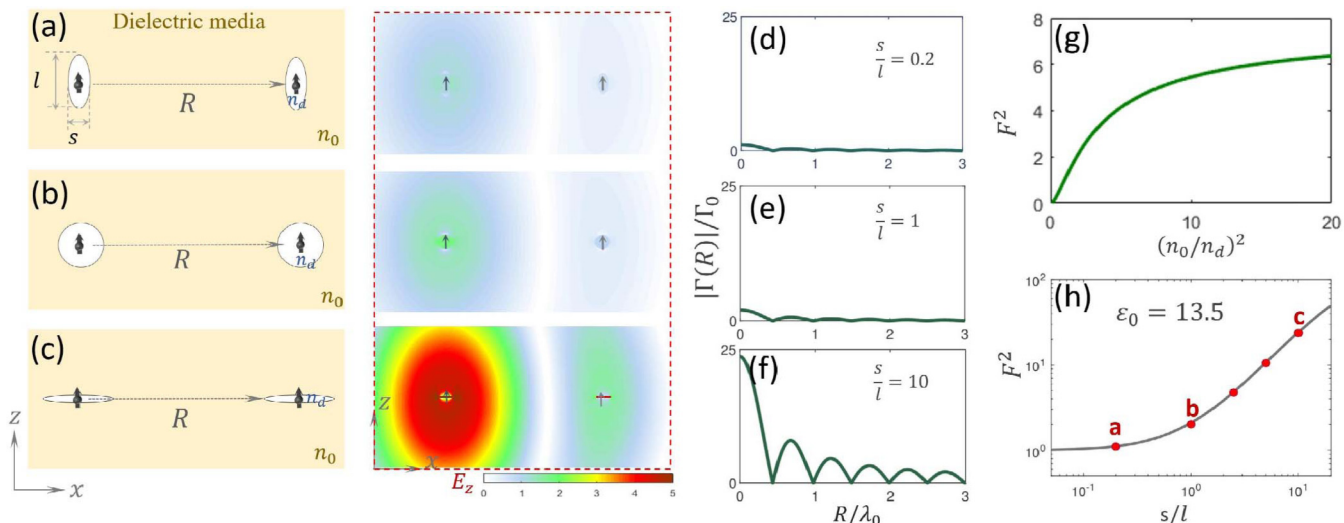 (a)
Dielectric media
l
s
R
n_d
n_0
(b)
R
n_d
n_0
(c)
R
n_d
n_0
z
x
z
x
E_z
0 1 2 3 4 5
(d)
s/l = 0.2
25
0
0 1 2 3
(e)
s/l = 1
25
0
0 1 2 3
|Γ(R)|/Γ_0
(f)
s/l = 10
25
0
0 1 2 3
R/λ_0
(g)
F^2
8
6
4
2
0
0 10 20
(n_0/n_d)^2
(h)
ε_0 = 13.5
F^2
10^2
10^1
10^0
a
b
c
10^-1 10^0 10^1
s/l